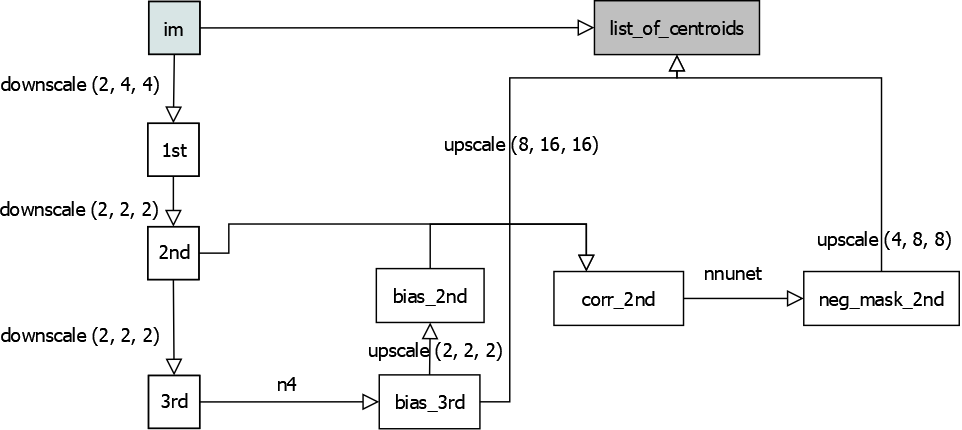 im
list_of_centroids
downscale (2, 4, 4)
1st
upscale (8, 16, 16)
downscale (2, 2, 2)
2nd
upscale (4, 8, 8)
bias_2nd
corr_2nd
nnunet
neg_mask_2nd
downscale (2, 2, 2)
upscale (2, 2, 2)
3rd
n4
bias_3rd